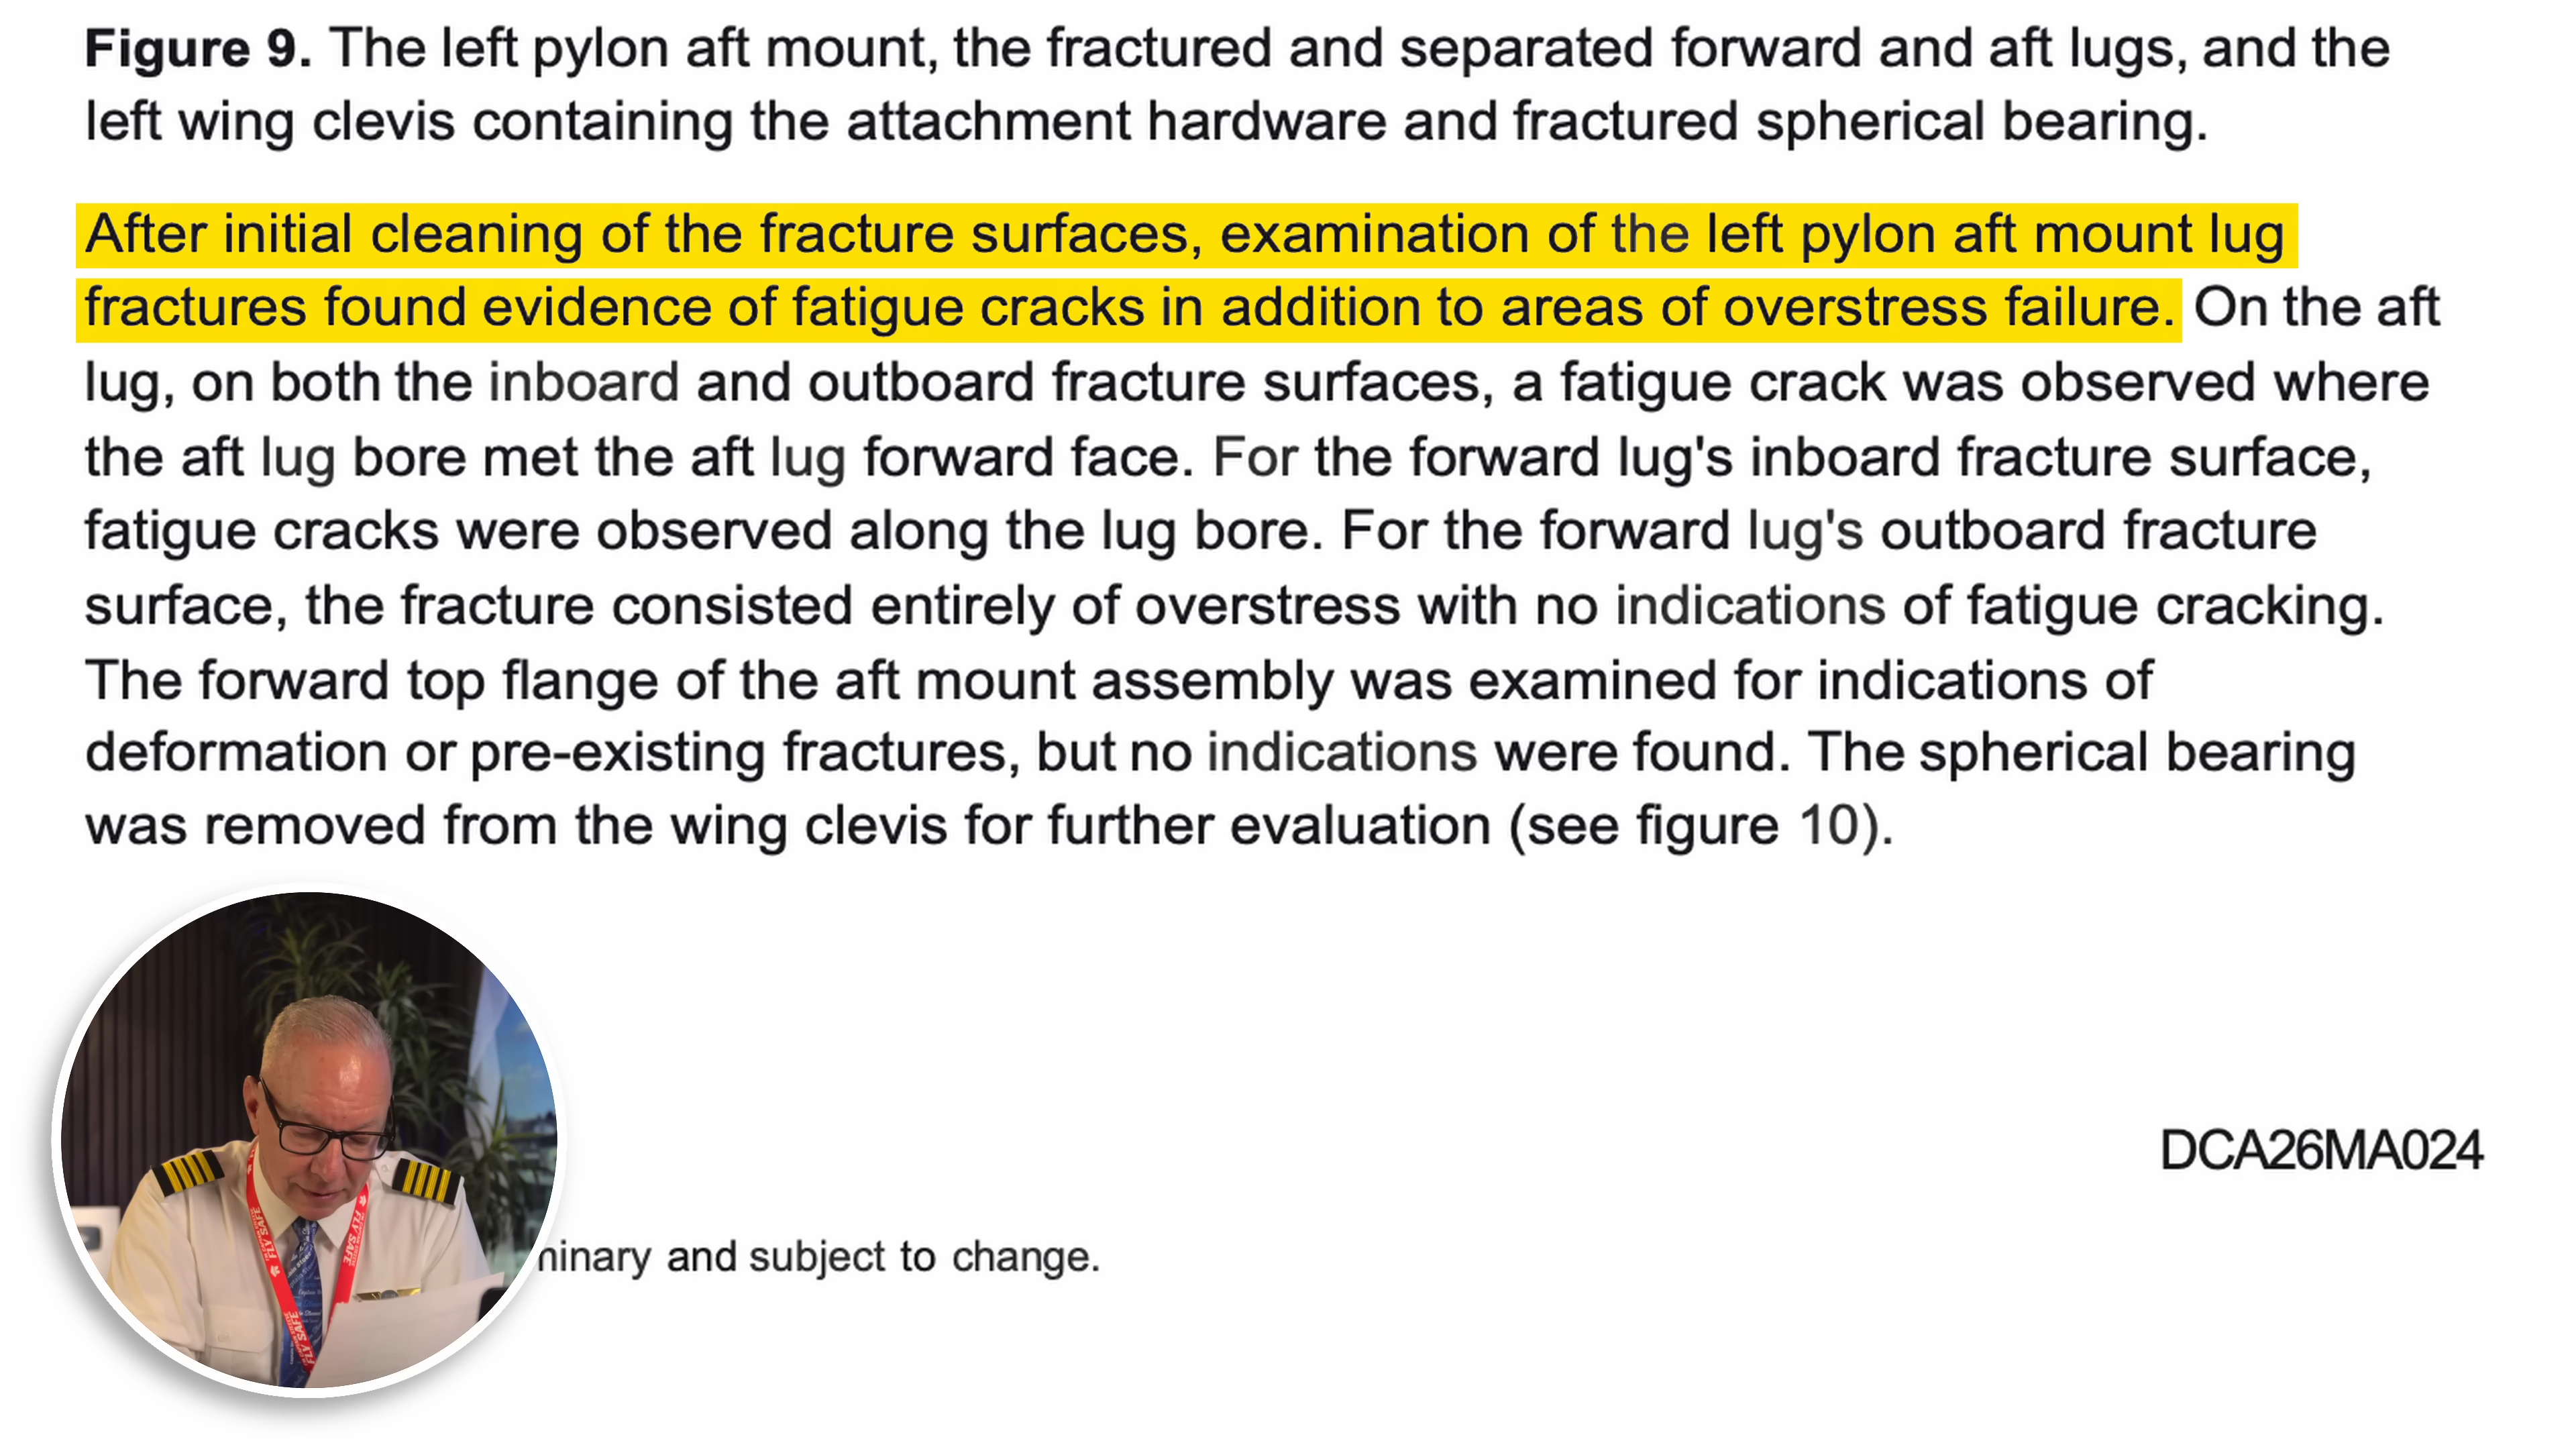 Figure 9. The left pylon aft mount, the fractured and separated forward and aft lugs, and the
left wing clevis containing the attachment hardware and fractured spherical bearing.
After initial cleaning of the fracture surfaces, examination of the left pylon aft mount lug
fractures found evidence of fatigue cracks in addition to areas of overstress failure. On the aft
lug, on both the inboard and outboard fracture surfaces, a fatigue crack was observed where
the aft lug bore met the aft lug forward face. For the forward lug's inboard fracture surface,
fatigue cracks were observed along the lug bore. For the forward lug's outboard fracture
surface, the fracture consisted entirely of overstress with no indications of fatigue cracking.
The forward top flange of the aft mount assembly was examined for indications of
deformation or pre-existing fractures, but no indications were found. The spherical bearing
was removed from the wing clevis for further evaluation (see figure 10).
DCA26MA024
and subject to change.
FLY SAFE
FLY SAFE
FLY SAFE